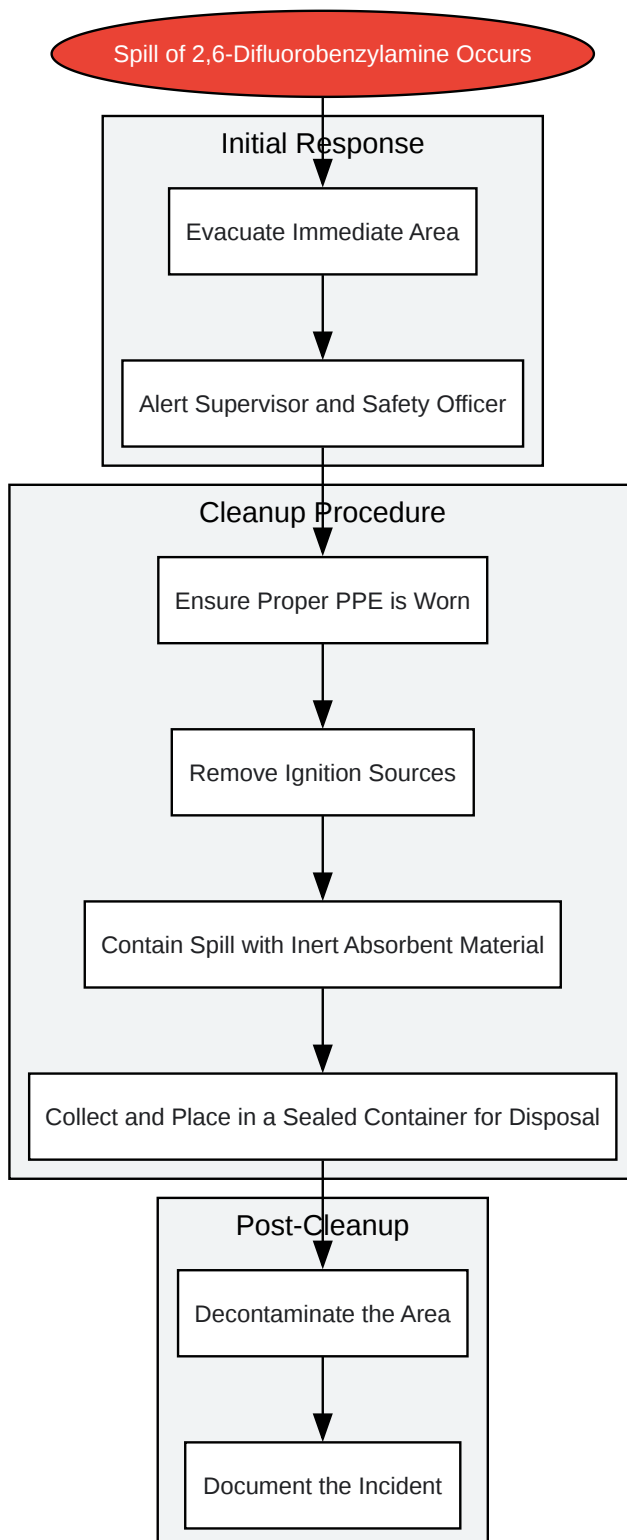 Spill of 2,6-Difluorobenzylamine Occurs
Initial Response
Evacuate Immediate Area
Alert Supervisor and Safety Officer
Cleanup Procedure
Ensure Proper PPE is Worn
Remove Ignition Sources
Contain Spill with Inert Absorbent Material
Collect and Place in a Sealed Container for Disposal
Post-Cleanup
Decontaminate the Area
Document the Incident